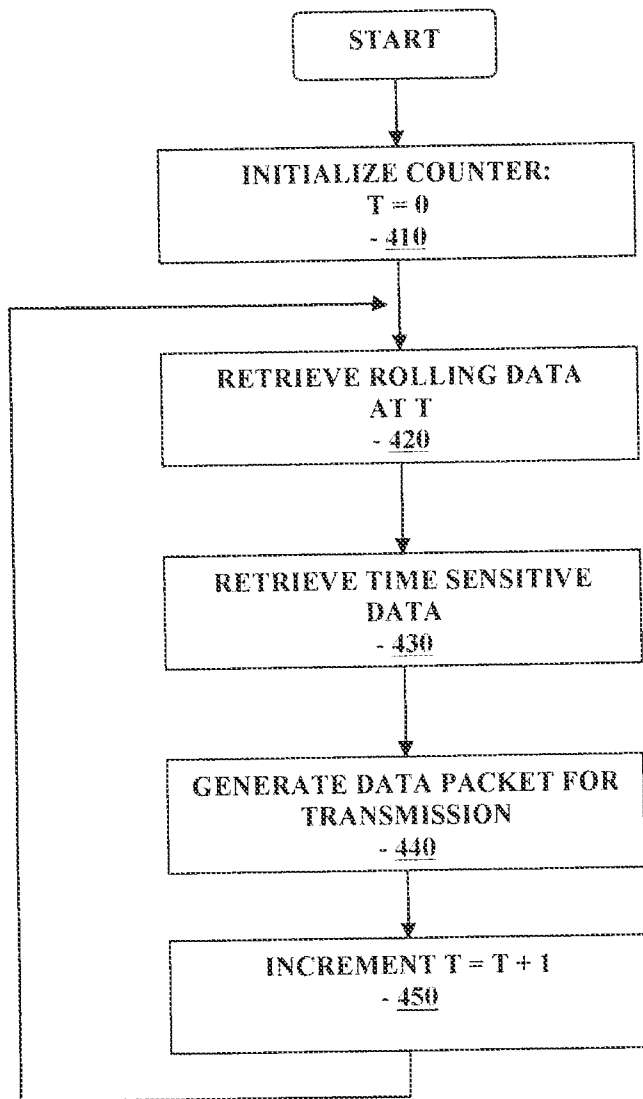 START
INITIALIZE COUNTER:
T = 0
- 410
RETRIEVE ROLLING DATA
AT T
- 420
RETRIEVE TIME SENSITIVE
DATA
- 430
GENERATE DATA PACKET FOR
TRANSMISSION
- 440
INCREMENT T = T + 1
- 450